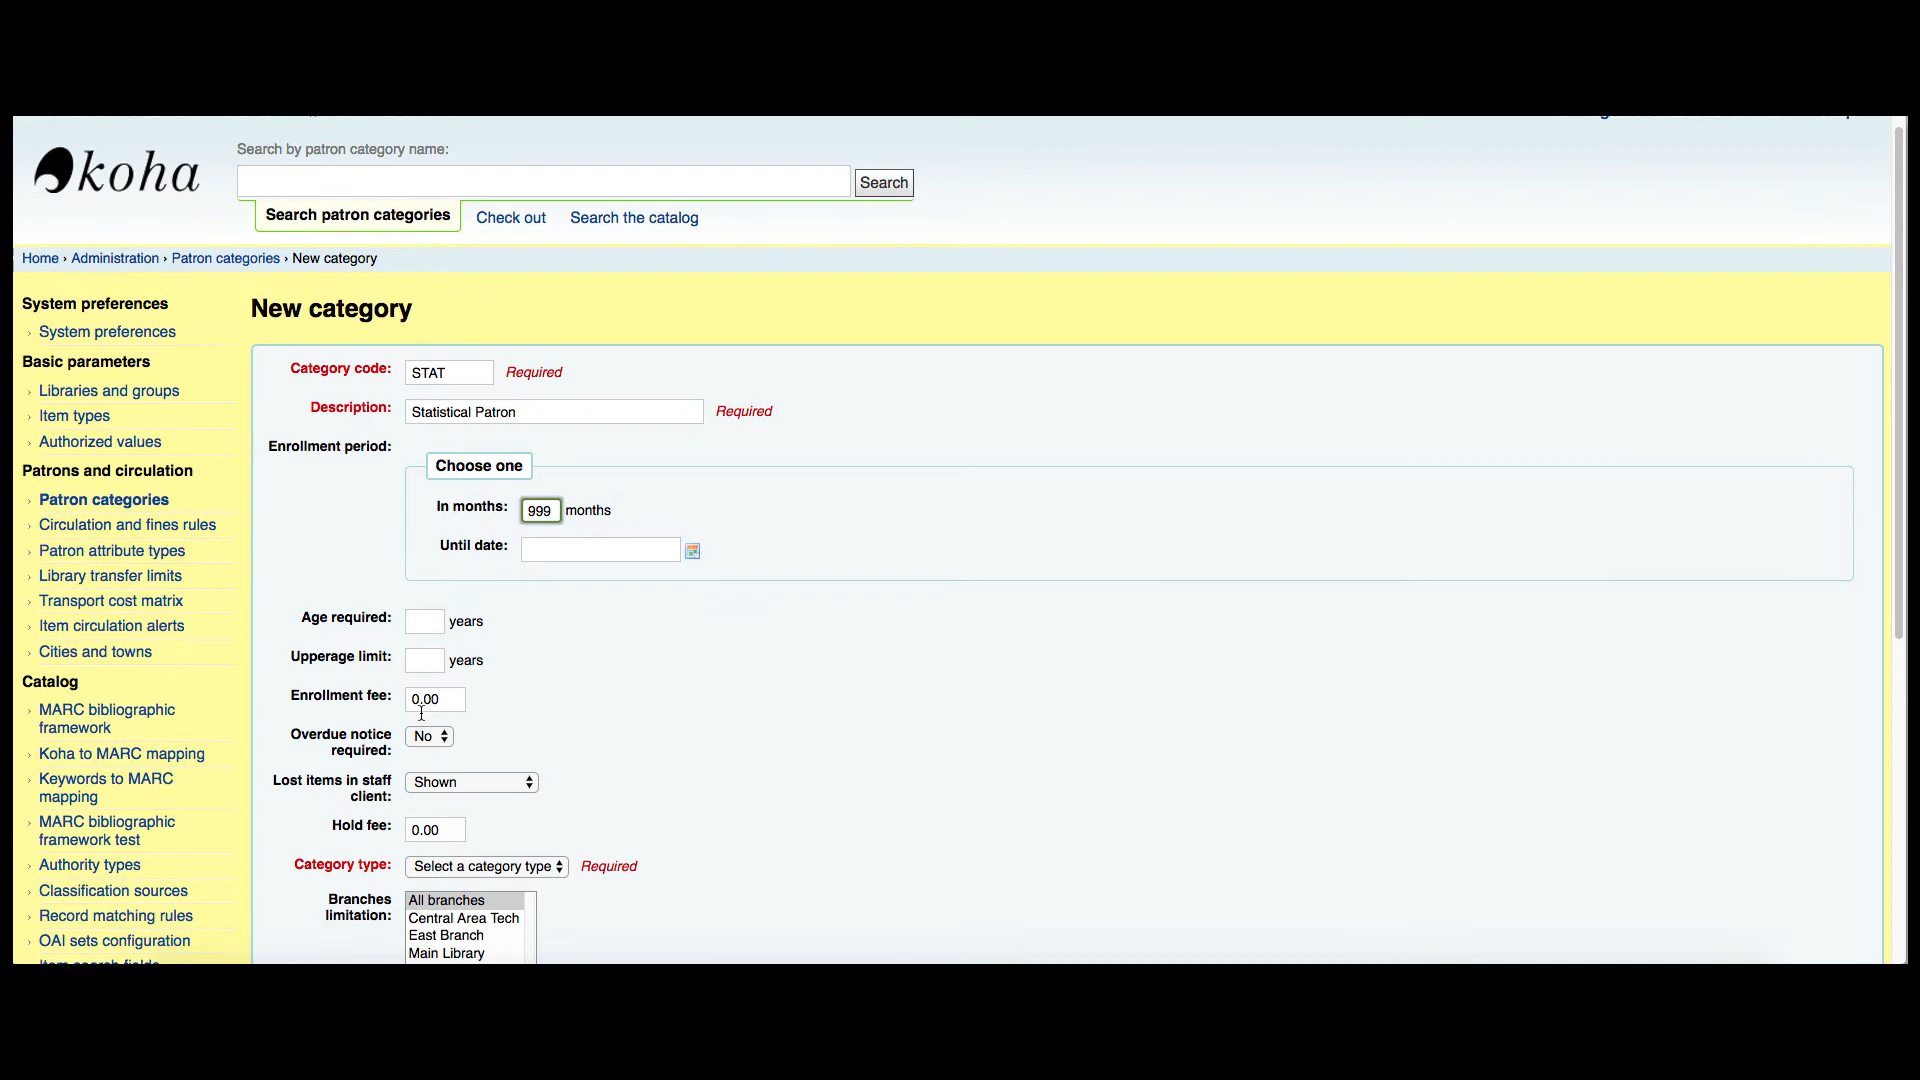 koha
Search by patron category name:
Search
Search patron categories
Check out
Search the catalog
Home › Administration › Patron categories › New category
System preferences
› System preferences
Basic parameters
› Libraries and groups
› Item types
› Authorized values
Patrons and circulation
› Patron categories
› Circulation and fines rules
› Patron attribute types
› Library transfer limits
› Transport cost matrix
› Item circulation alerts
› Cities and towns
Catalog
› MARC bibliographic
framework
› Koha to MARC mapping
› Keywords to MARC
mapping
› MARC bibliographic
framework test
› Authority types
› Classification sources
› Record matching rules
› OAI sets configuration
Item search fields
New category
Category code: STAT Required
Description: Statistical Patron Required
Enrollment period:
Choose one
In months: 999 months
Until date:
Age required: years
Upperage limit: years
Enrollment fee: 0.00
Overdue notice
required: No
Lost items in staff
client: Shown
Hold fee: 0.00
Category type: Select a category type Required
Branches
limitation:
All branches
Central Area Tech
East Branch
Main Library